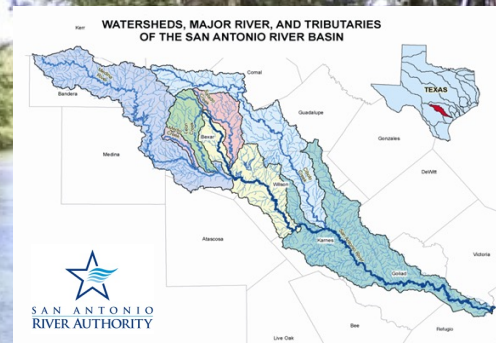 WATERSHEDS, MAJOR RIVER, AND TRIBUTARIES
OF THE SAN ANTONIO RIVER BASIN
Kerr
Comal
Bandera
TEXAS
Guadalupe
Gonzales
Bexar
Medina
DeWitt
Wilson
Atascosa
Karnes
Victoria
Goliad
SAN ANTONIO
RIVER AUTHORITY
Bee
Refugio
Live Oak